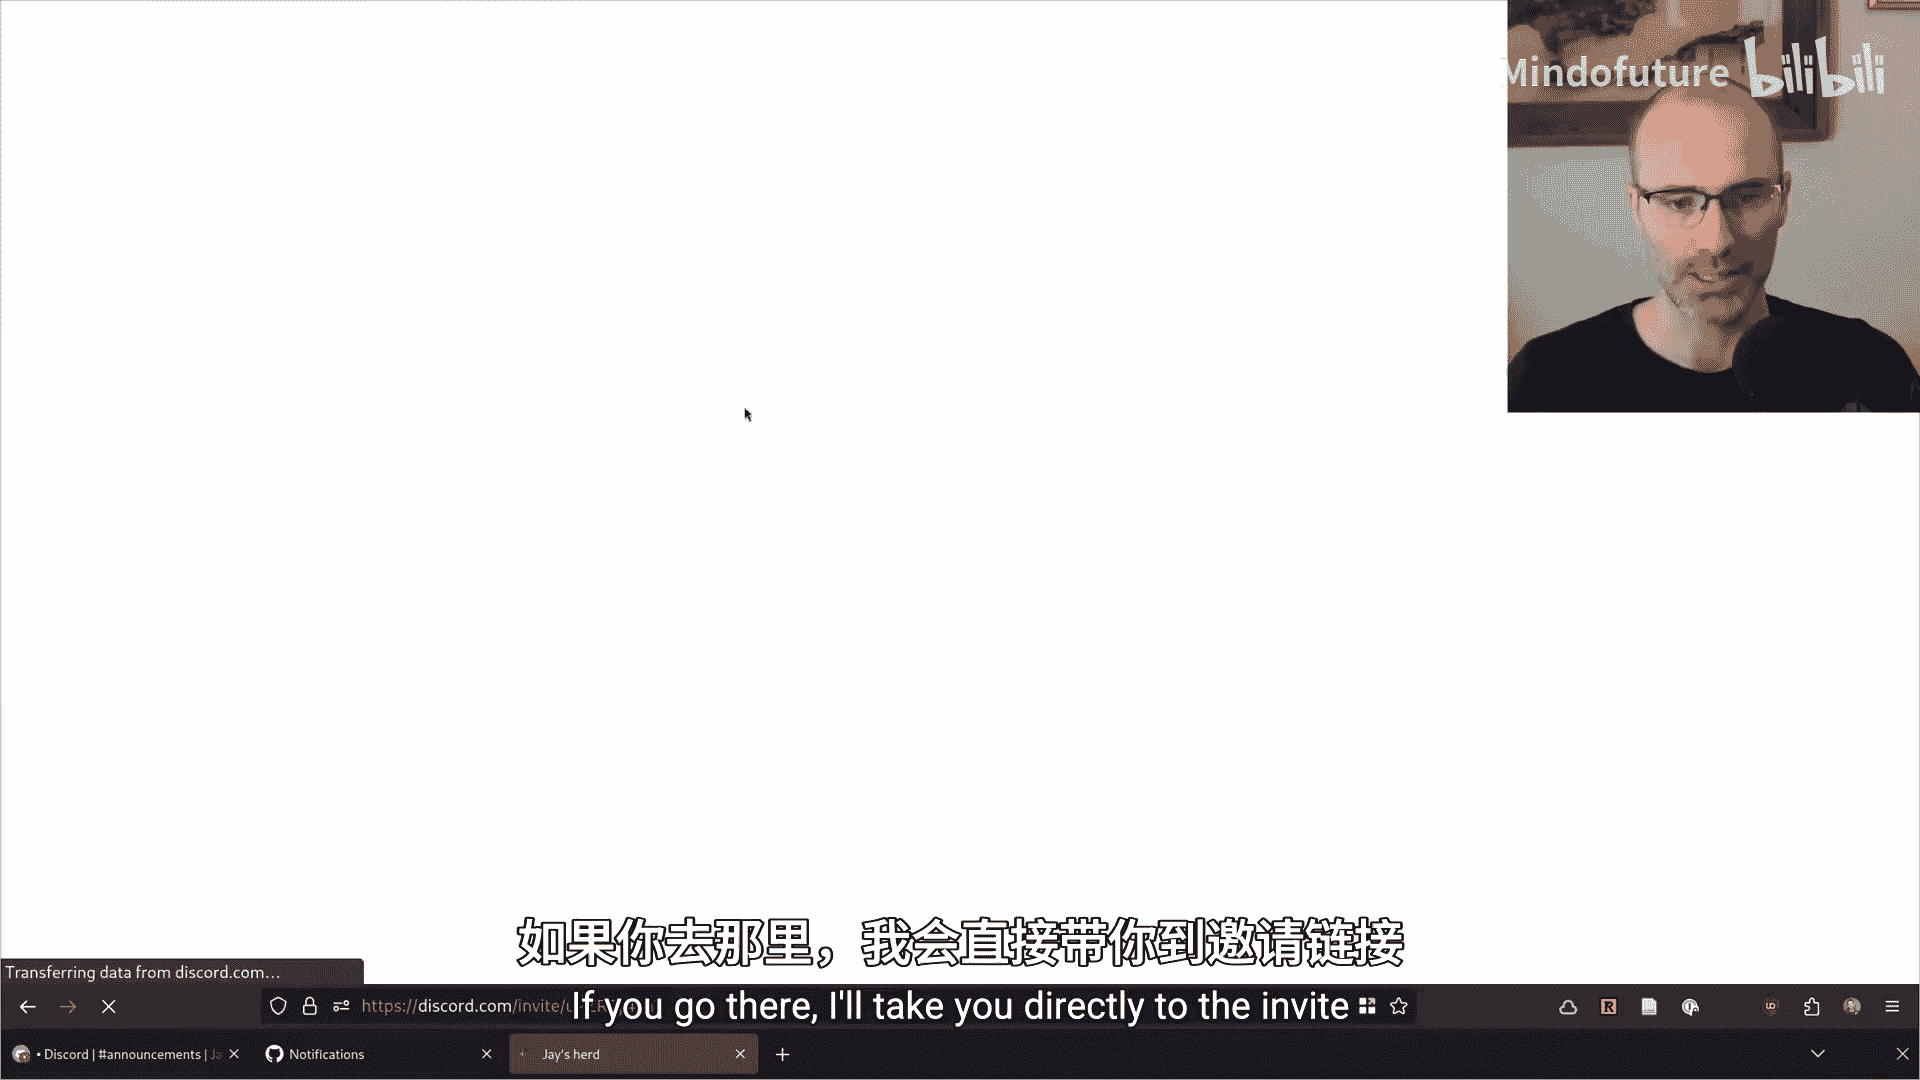 Mindofuture bilibili
如果你去那里，我会直接带你到邀请链接
Transferring data from discord.com...
https://discord.com/invite/
If you go there, I'll take you directly to the invite
• Discord | #announcements | Ja
Notifications
Jay's herd